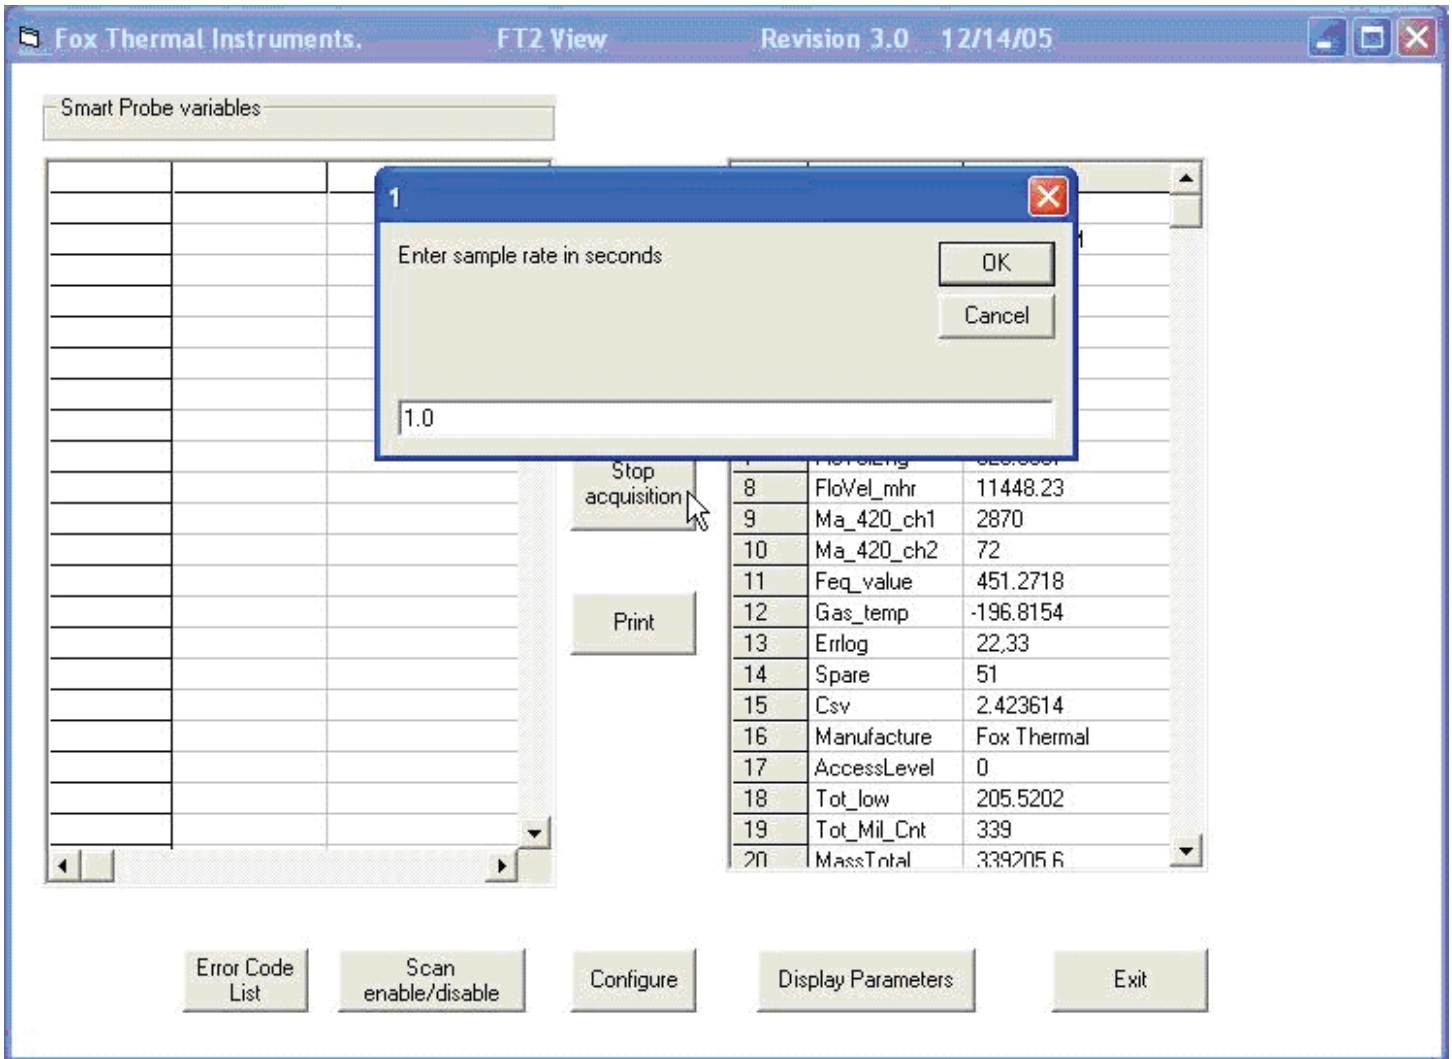 Fox Thermal Instruments. FT2 View Revision 3.0 12/14/05
Smart Probe variables
1
Enter sample rate in seconds
OK
Cancel
1.0
Stop
acquisition
Print
8 FloVel_mhr 11448.23
9 Ma_420_ch1 2870
10 Ma_420_ch2 72
11 Feq_value 451.2718
12 Gas_temp -196.8154
13 Errlog 22,33
14 Spare 51
15 Csv 2.423614
16 Manufacture Fox Thermal
17 AccessLevel 0
18 Tot_low 205.5202
19 Tot_Mil_Cnt 339
20 MassTotal 339205.6
Error Code
List
Scan
enable/disable
Configure
Display Parameters
Exit